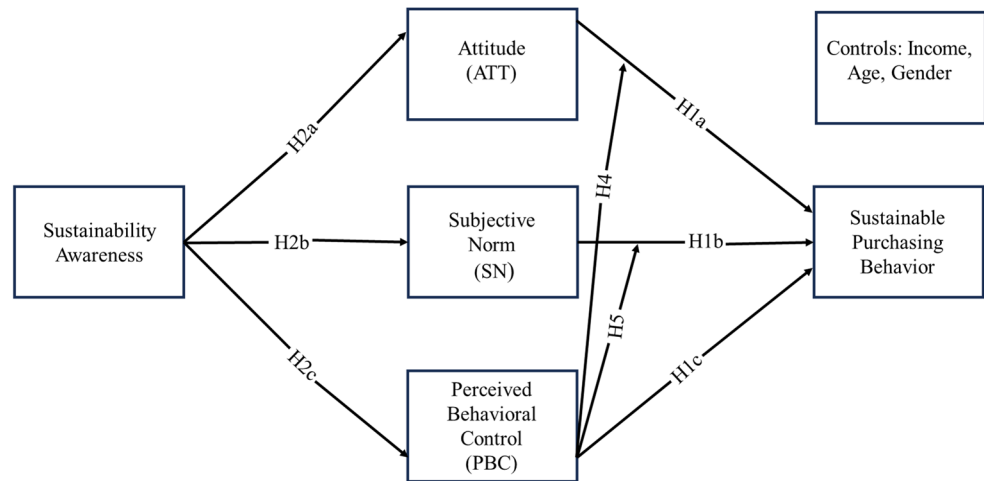 Attitude
(ATT)
Controls: Income,
Age, Gender
H2a
H1a
H4
Sustainability
Awareness
H2b
Subjective
Norm
(SN)
H1b
Sustainable
Purchasing
Behavior
H5
H2c
H1c
Perceived
Behavioral
Control
(PBC)